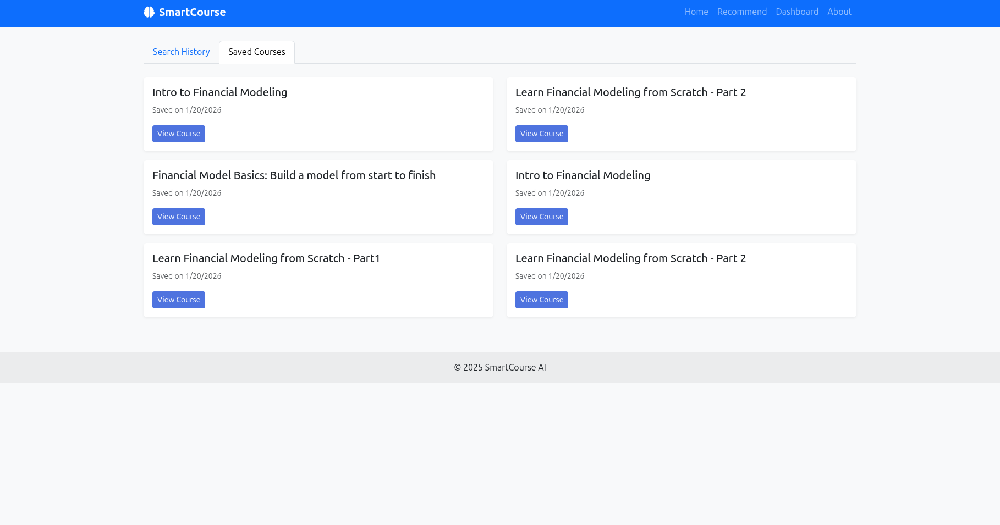 SmartCourse
Home Recommend Dashboard About
Search History Saved Courses
Intro to Financial Modeling
Saved on 1/20/2026
View Course
Learn Financial Modeling from Scratch - Part 2
Saved on 1/20/2026
View Course
Financial Model Basics: Build a model from start to finish
Saved on 1/20/2026
View Course
Intro to Financial Modeling
Saved on 1/20/2026
View Course
Learn Financial Modeling from Scratch - Part1
Saved on 1/20/2026
View Course
Learn Financial Modeling from Scratch - Part 2
Saved on 1/20/2026
View Course
© 2025 SmartCourse AI